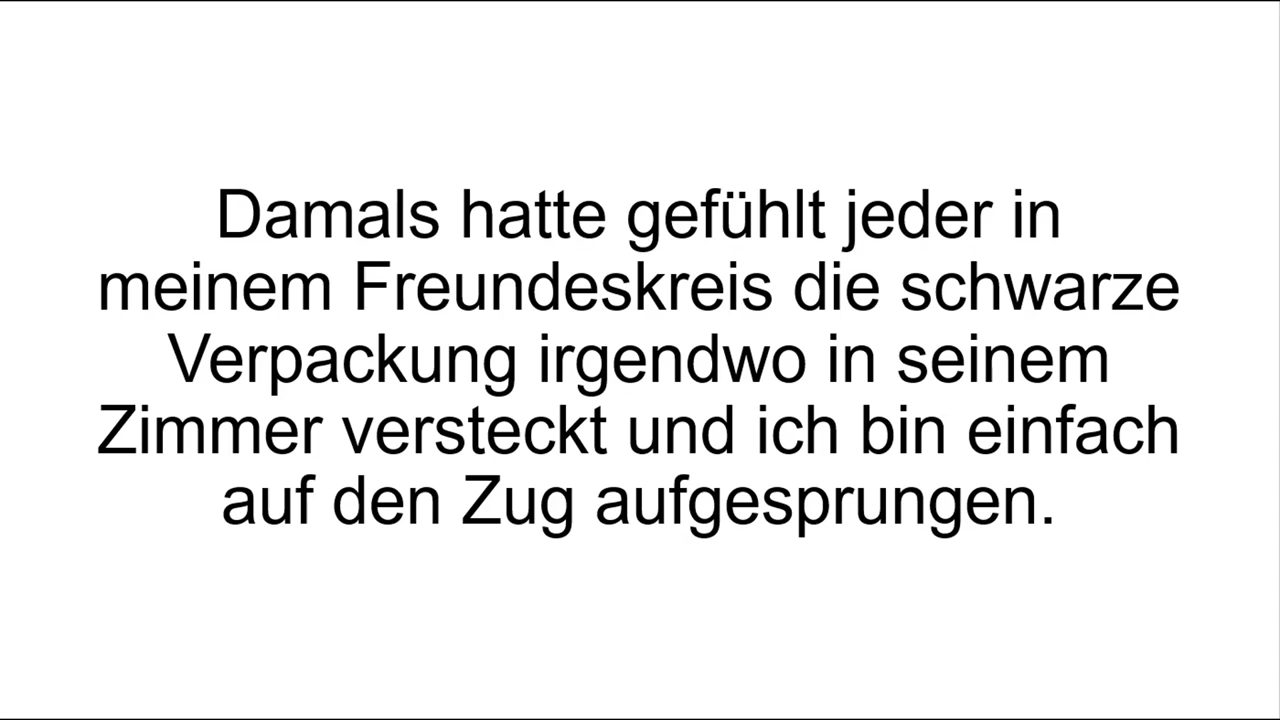 Damals hatte gefühlt jeder in
meinem Freundeskreis die schwarze
Verpackung irgendwo in seinem
Zimmer versteckt und ich bin einfach
auf den Zug aufgesprungen.